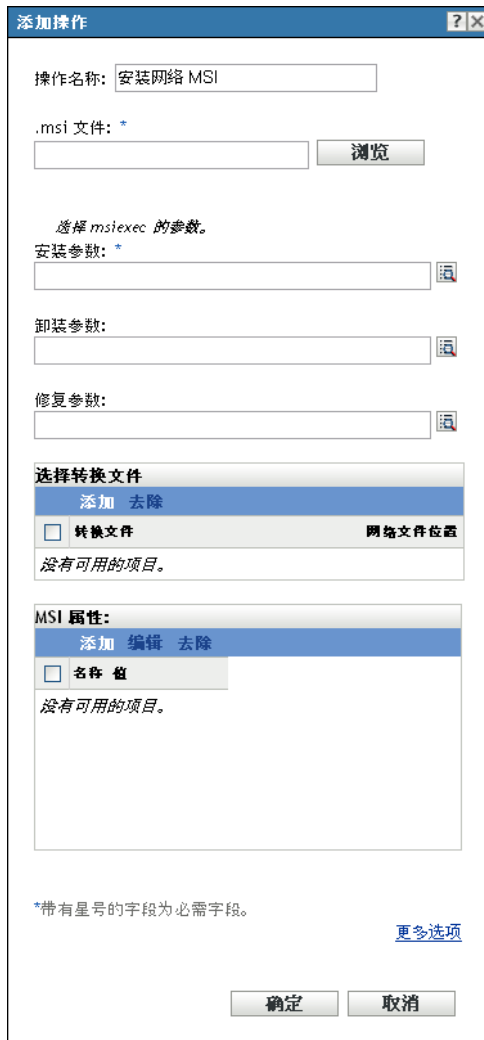 添加操作
操作名称: 安装网络 MSI
.msi 文件: *
浏览
选择 msiexec 的参数。
安装参数: *
卸装参数:
修复参数:
选择转换文件
添加 去除
转换文件 网络文件位置
没有可用的项目。
MSI 属性:
添加 编辑 去除
名称 值
没有可用的项目。
*带有星号的字段为必需字段。
更多选项
确定 取消